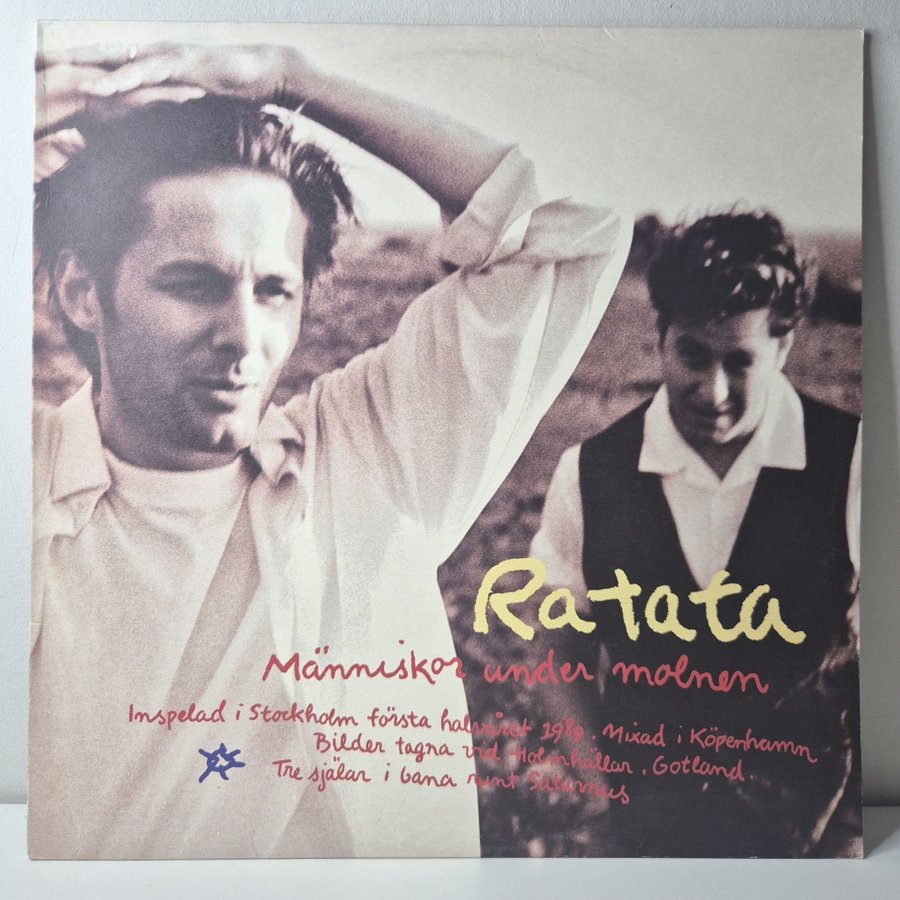 Ratata
Människor under molnen
Inspelad i Stockholm första halvåret 1989. Mixad i Köpenhamn
Bilder tagna vid Holmhällar, Gotland.
Tre själar i bana runt Saturnus